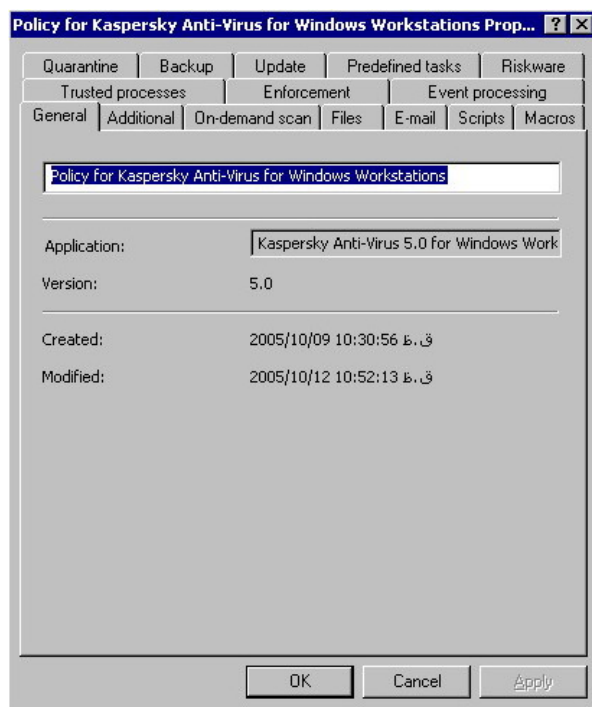 Policy for Kaspersky Anti-Virus for Windows Workstations Prop... ? ×
Quarantine Backup Update Predefined tasks Riskware
Trusted processes Enforcement Event processing
General Additional On-demand scan Files E-mail Scripts Macros
Policy for Kaspersky Anti-Virus for Windows Workstations
Application: Kaspersky Anti-Virus 5.0 for Windows Work
Version: 5.0
Created: 2005/10/09 10:30:56 ق.ظ
Modified: 2005/10/12 10:52:13 ق.ظ
OK Cancel Apply